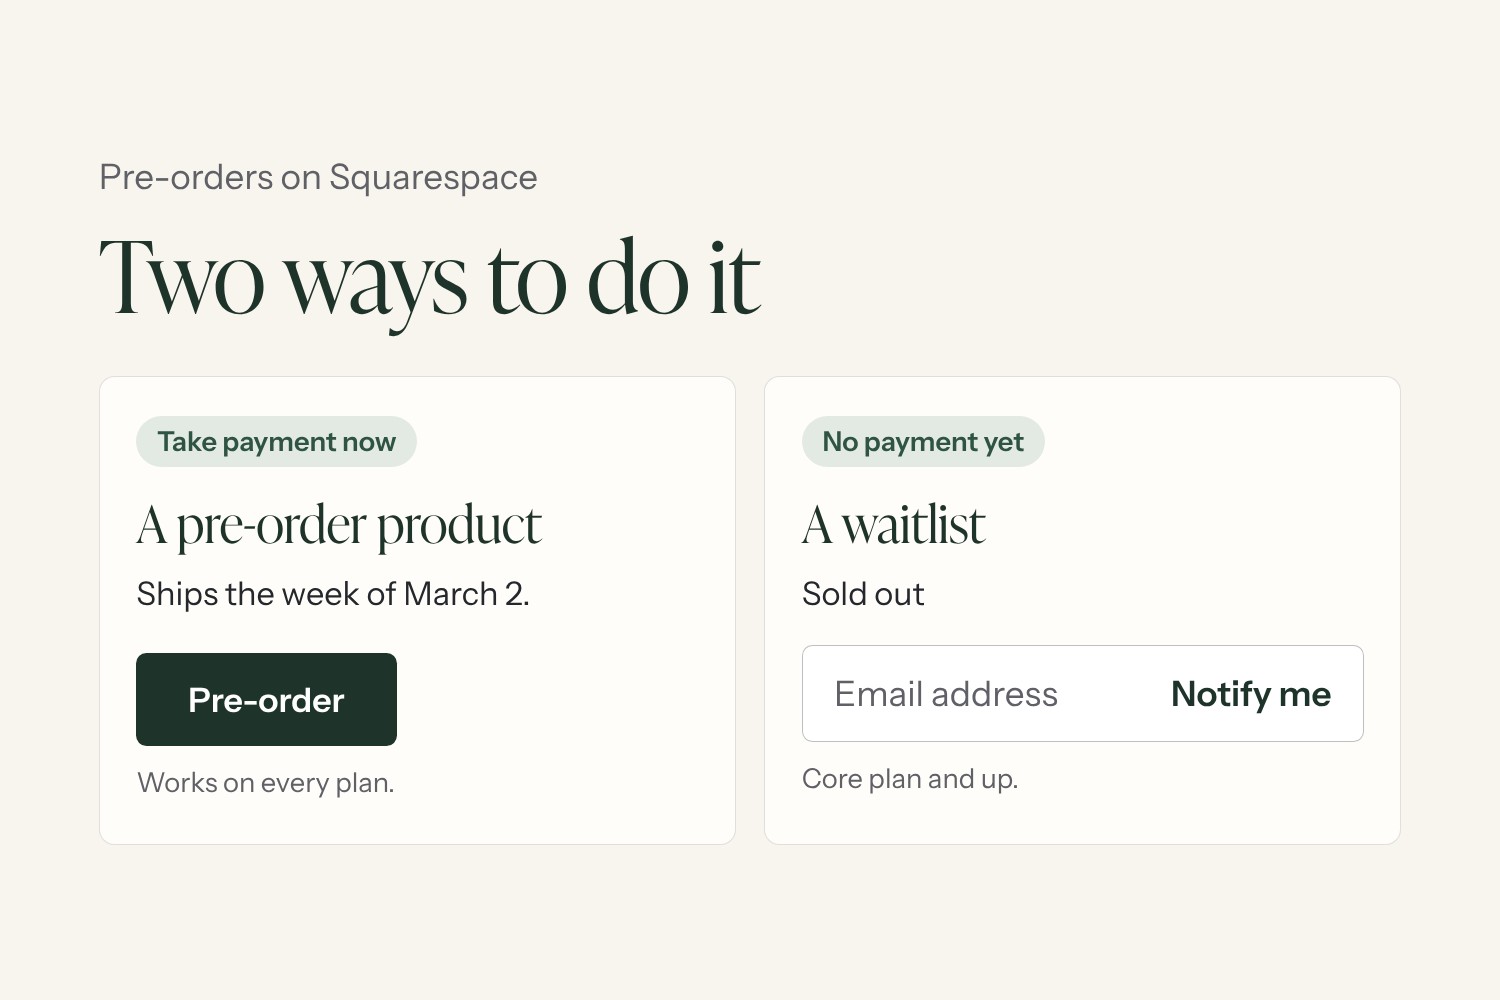 Pre-orders on Squarespace
Two ways to do it
Take payment now
A pre-order product
Ships the week of March 2.
Pre-order
Works on every plan.
No payment yet
A waitlist
Sold out
Email address
Notify me
Core plan and up.